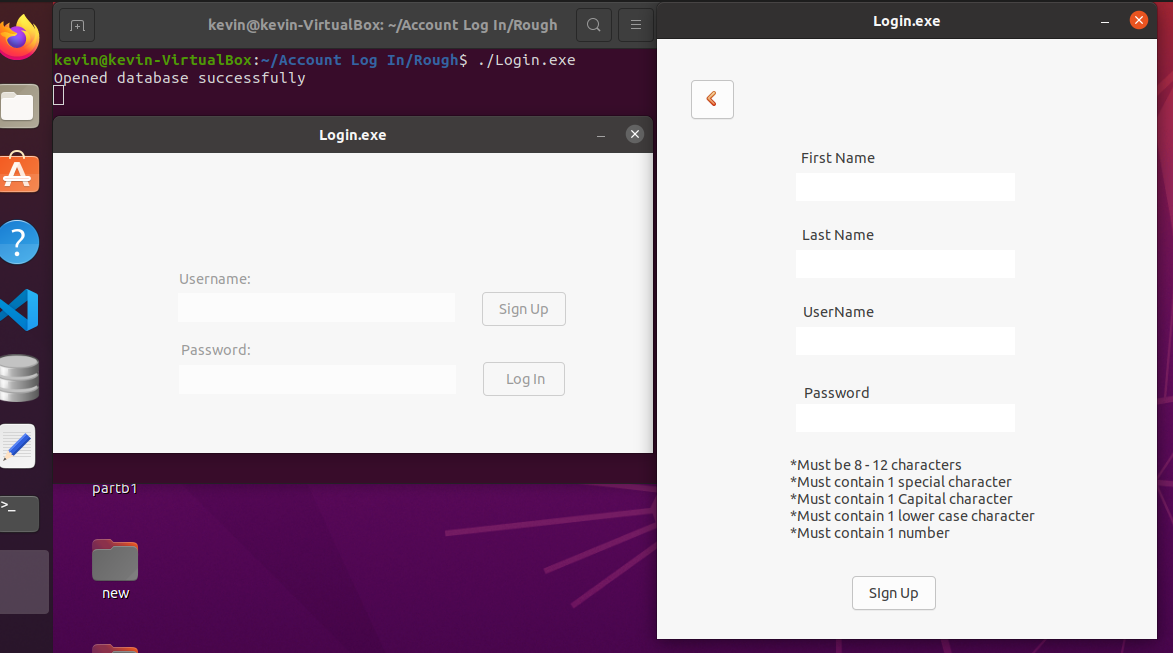 kevin@kevin-VirtualBox: ~/Account Log In/Rough
kevin@kevin-VirtualBox:~/Account Log In/Rough$ ./Login.exe
Opened database successfully
Login.exe
Username:
Sign Up
Password:
Log In
partb1
new
>_
Login.exe
First Name
Last Name
UserName
Password
*Must be 8 - 12 characters
*Must contain 1 special character
*Must contain 1 Capital character
*Must contain 1 lower case character
*Must contain 1 number
SIgn Up